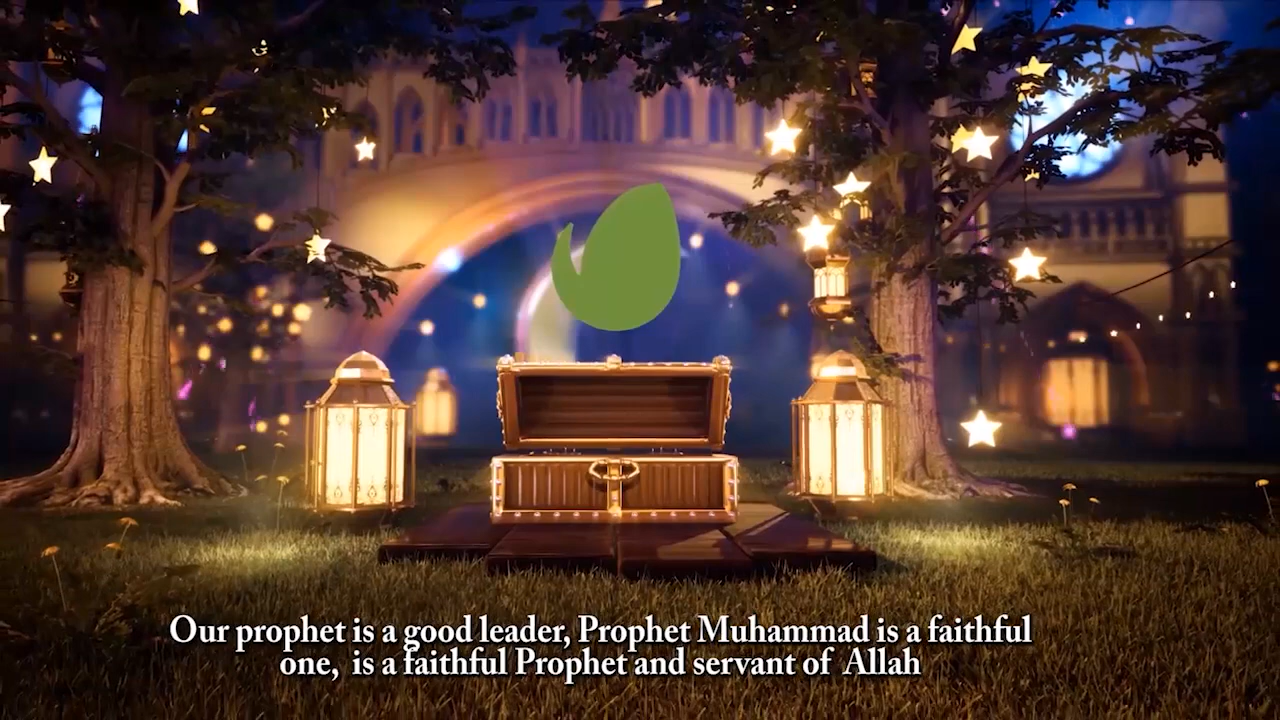 Our prophet is a good leader, Prophet Muhammad is a faithful
one, is a faithful Prophet and servant of Allah